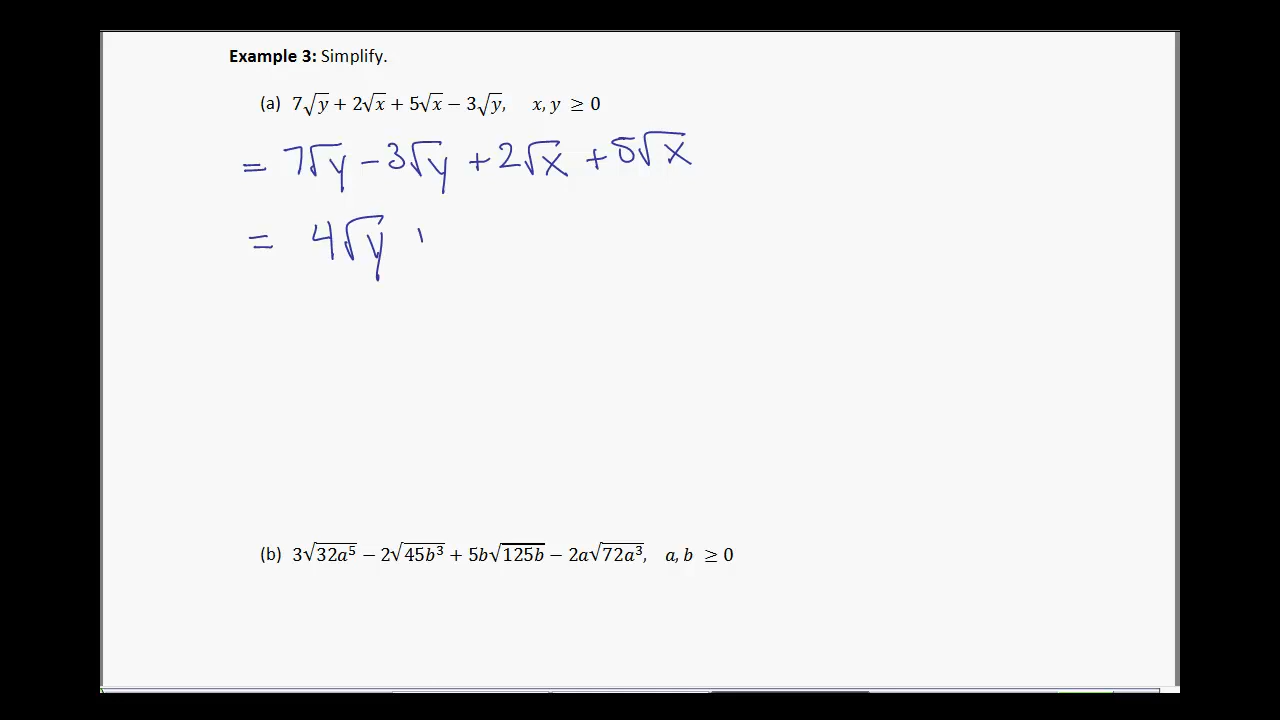 Example 3: Simplify.
(a) 7√y + 2√x + 5√x − 3√y, x, y ≥ 0
= 7√y − 3√y + 2√x + 5√x
= 4√y
(b) 3√32a⁵ − 2√45b³ + 5b√125b − 2a√72a³, a, b ≥ 0